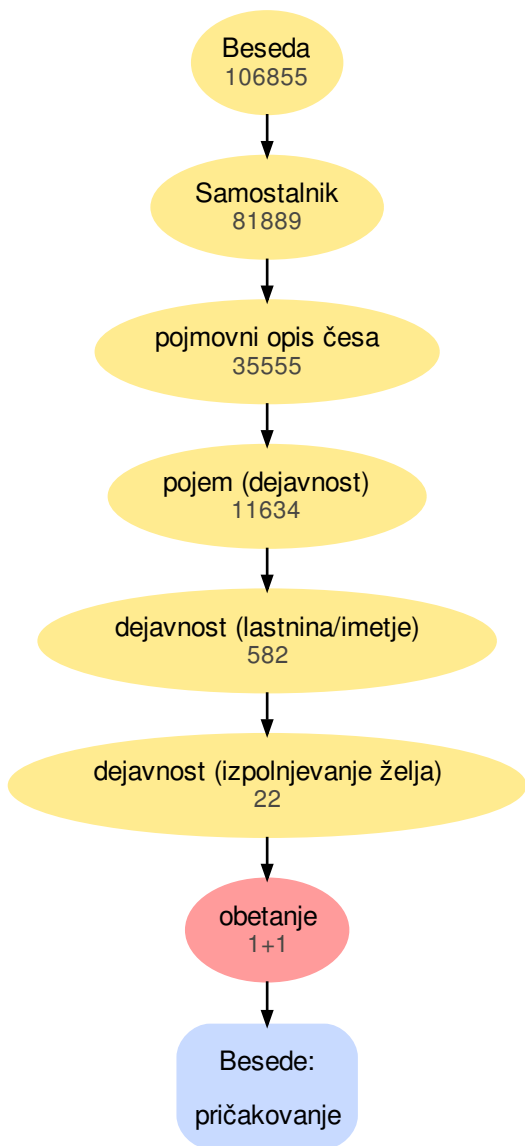 Beseda
106855
Samostalnik
81889
pojmovni opis česa
35555
pojem (dejavnost)
11634
dejavnost (lastnina/imetje)
582
dejavnost (izpolnjevanje želja)
22
obetanje
1+1
Besede:
pričakovanje